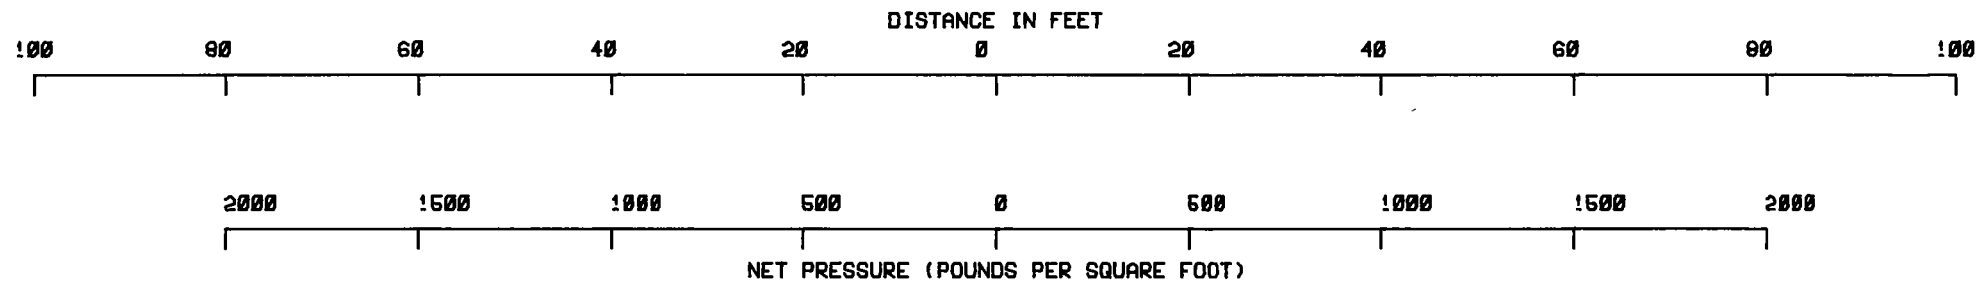 DISTANCE IN FEET
100 80 60 40 20 0 20 40 60 80 100
2000 1500 1000 500 0 500 1000 1500 2000
NET PRESSURE (POUNDS PER SQUARE FOOT)